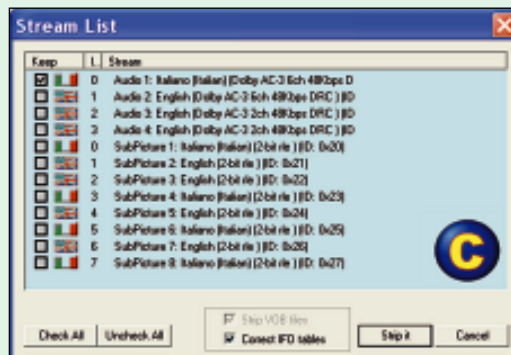 Stream List
Keep I.. Stream
0 Audio 1: Italiano (Italian) (Dolby AC-3 6ch 48Kbps D
1 Audio 2: English (Dolby AC-3 6ch 48Kbps DRC ) (ID
2 Audio 3: English (Dolby AC-3 2ch 48Kbps DRC ) (ID
3 Audio 4: English (Dolby AC-3 2ch 48Kbps DRC ) (ID
0 SubPicture 1: Italiano (Italian) (2-bit rle ) (ID: 0x20)
1 SubPicture 2: English (2-bit rle ) (ID: 0x21)
2 SubPicture 3: English (2-bit rle ) (ID: 0x22)
3 SubPicture 4: Italiano (Italian) (2-bit rle ) (ID: 0x23)
4 SubPicture 5: English (2-bit rle ) (ID: 0x24)
5 SubPicture 6: Italiano (Italian) (2-bit rle ) (ID: 0x25)
6 SubPicture 7: English (2-bit rle ) (ID: 0x26)
7 SubPicture 8: Italiano (Italian) (2-bit rle ) (ID: 0x27)
C
Strip VOB files
Check All Uncheck All Correct IFO tables Strip it Cancel